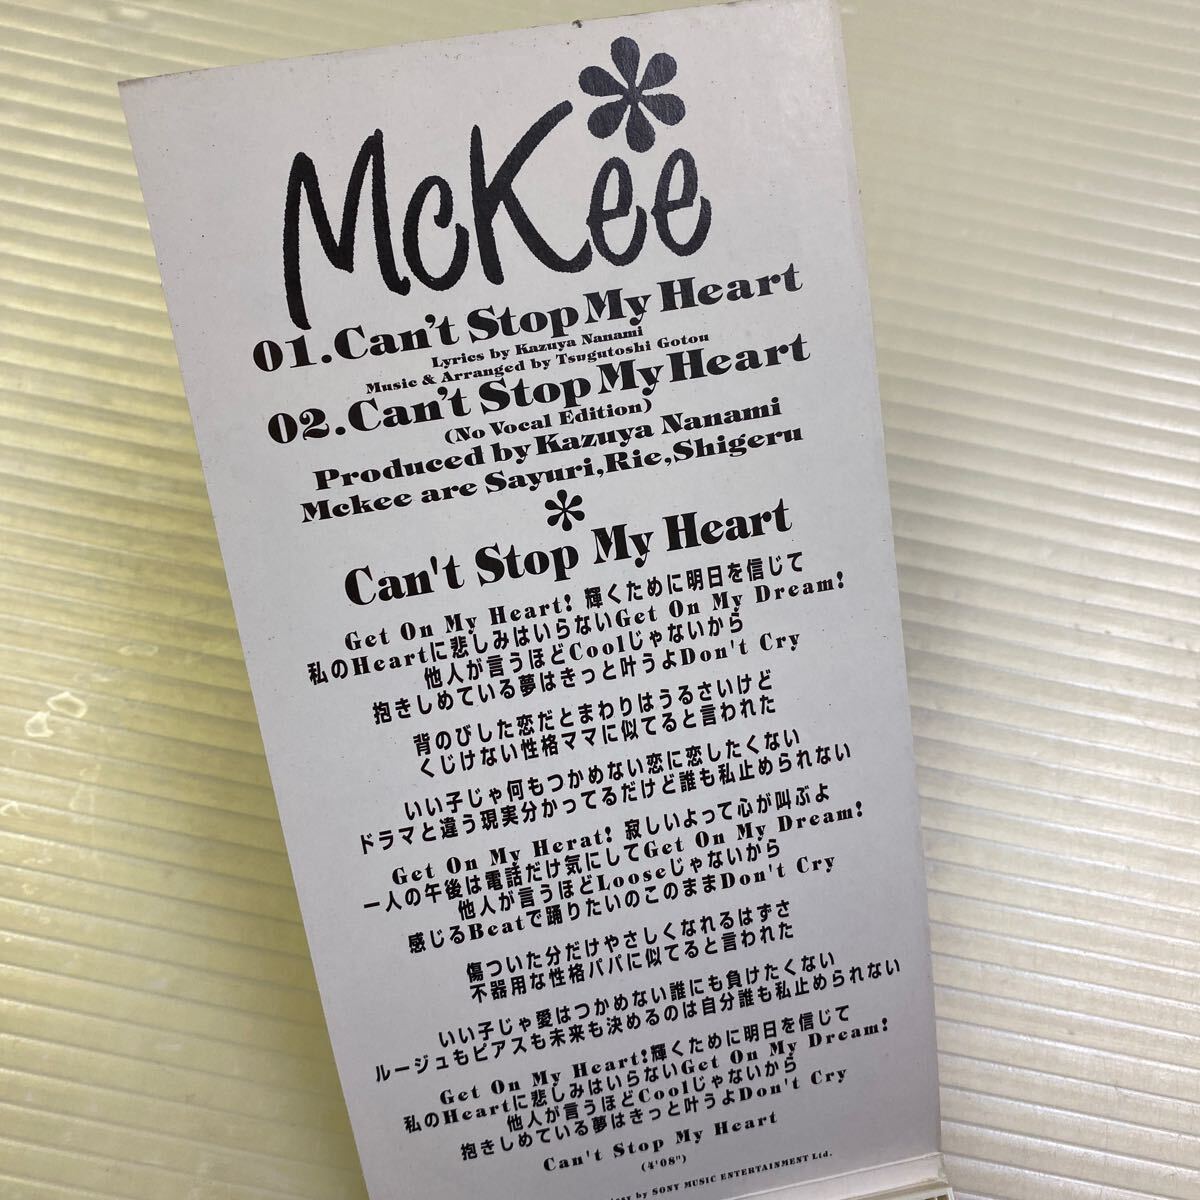 McKee
01.Can't Stop My Heart
Lyrics by Kazuya Nanami
Music & Arranged by Tsugutoshi Gotou
02.Can't Stop My Heart
(No Vocal Edition)
Produced by Kazuya Nanami
Mckee are Sayuri,Rie,Shigeru
Can't Stop My Heart
Get On My Heart! 輝くために明日を信じて
私のHeartに悲しみはいらないGet On My Dream!
他人が言うほどCoolじゃないから
抱きしめている夢はきっと叶うよDon't Cry
背のびした恋だとまわりはうるさいけど
くじけない性格ママに似てると言われた
いい子じゃ何もつかめない恋に恋したくない
ドラマと違う現実分かってるだけど誰も私止められない
Get On My Herat! 寂しいよって心が叫ぶよ
一人の午後は電話だけ気にしてGet On My Dream!
他人が言うほどLooseじゃないから
感じるBeatで踊りたいのこのままDon't Cry
傷ついた分だけやさしくなれるはずさ
不器用な性格パパに似てると言われた
いい子じゃ愛はつかめない誰にも負けたくない
ルージュもピアスも未来も決めるのは自分誰も私止められない
Get On My Heart!輝くために明日を信じて
私のHeartに悲しみはいらないGet On My Dream!
他人が言うほどCoolじゃないから
抱きしめている夢はきっと叶うよDon't Cry
Can't Stop My Heart
(4'08")
by SONY MUSIC ENTERTAINMENT Ltd.